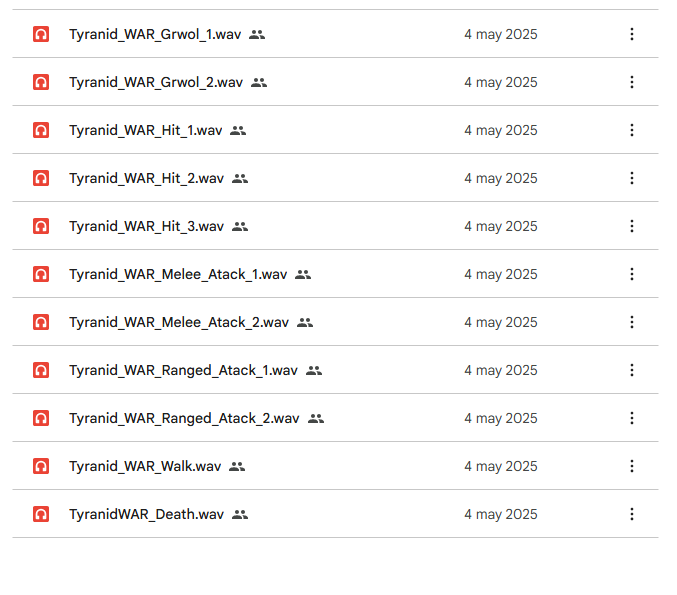 Tyranid_WAR_Grwol_1.wav 4 may 2025
Tyranid_WAR_Grwol_2.wav 4 may 2025
Tyranid_WAR_Hit_1.wav 4 may 2025
Tyranid_WAR_Hit_2.wav 4 may 2025
Tyranid_WAR_Hit_3.wav 4 may 2025
Tyranid_WAR_Melee_Atack_1.wav 4 may 2025
Tyranid_WAR_Melee_Atack_2.wav 4 may 2025
Tyranid_WAR_Ranged_Atack_1.wav 4 may 2025
Tyranid_WAR_Ranged_Atack_2.wav 4 may 2025
Tyranid_WAR_Walk.wav 4 may 2025
TyranidWAR_Death.wav 4 may 2025